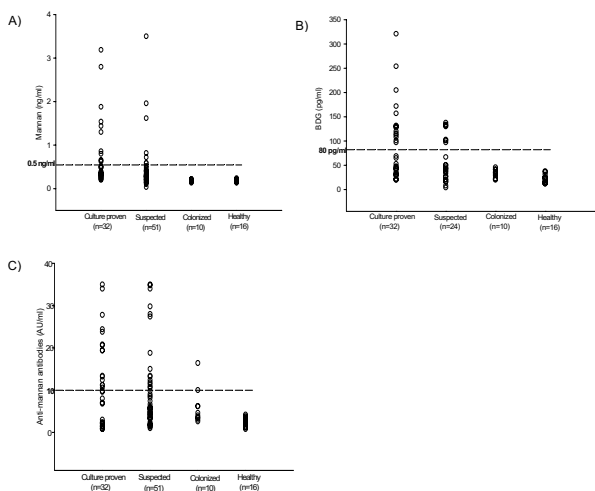 A)
Mannan (ng/ml)
4
3
2
1
0.5 ng/ml
0
Culture proven Suspected Colonized Healthy
(n=32) (n=51) (n=10) (n=16)
B)
BDG (pg/ml)
350
300
250
200
150
100
80 pg/ml
50
0
Culture proven Suspected Colonized Healthy
(n=32) (n=24) (n=10) (n=16)
C)
Anti-mannan antibodies (AU/ml)
40
30
20
10
0
Culture proven Suspected Colonized Healthy
(n=32) (n=51) (n=10) (n=16)